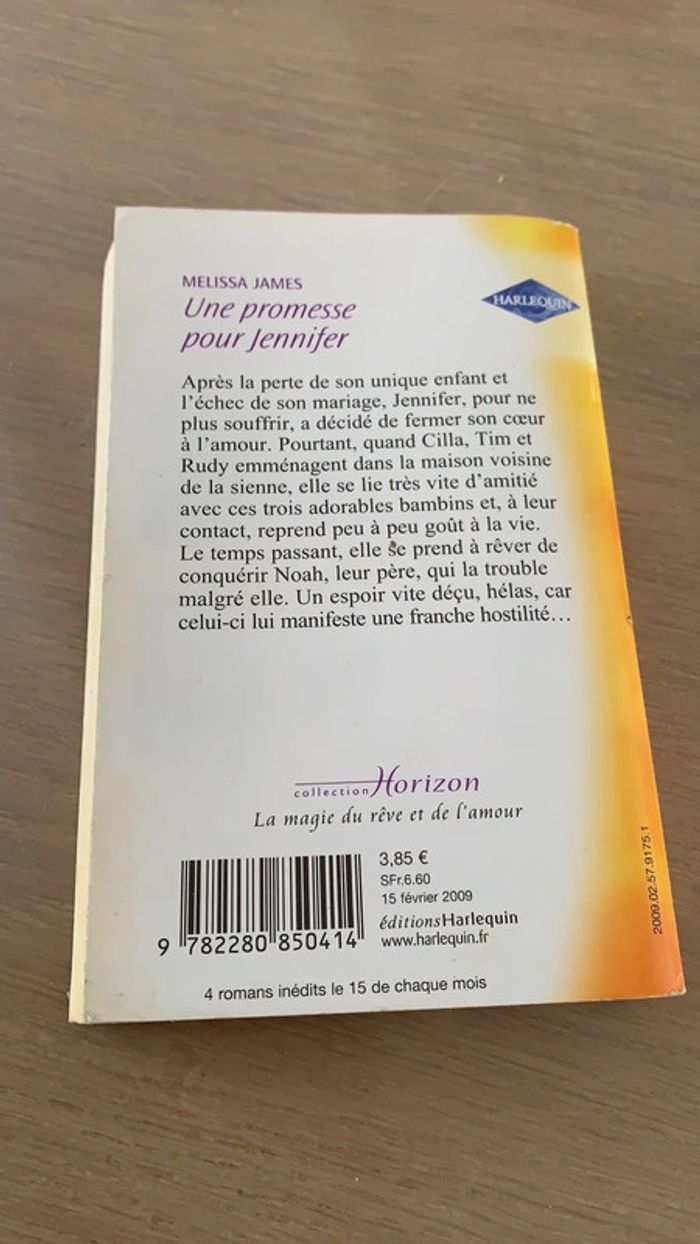 MELISSA JAMES
Une promesse
pour Jennifer
HARLEQUIN
Après la perte de son unique enfant et
l'échec de son mariage, Jennifer, pour ne
plus souffrir, a décidé de fermer son cœur
à l'amour. Pourtant, quand Cilla, Tim et
Rudy emménagent dans la maison voisine
de la sienne, elle se lie très vite d'amitié
avec ces trois adorables bambins et, à leur
contact, reprend peu à peu goût à la vie.
Le temps passant, elle se prend à rêver de
conquérir Noah, leur père, qui la trouble
malgré elle. Un espoir vite déçu, hélas, car
celui-ci lui manifeste une franche hostilité...
collection Horizon
La magie du rêve et de l'amour
3,85 €
SFr.6.60
15 février 2009
éditions Harlequin
www.harlequin.fr
9 782280 850414
4 romans inédits le 15 de chaque mois
2009.02.57.9175.1